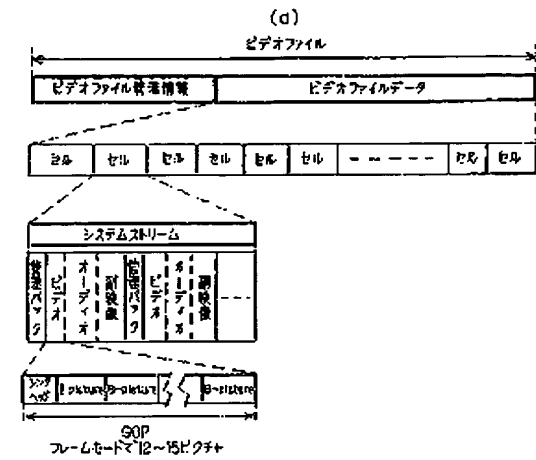 (a)
ビデオファイル
ビデオファイル管理情報 ビデオファイルデータ
セル セル セル セル セル セル セル セル
システムストリーム
管理パック ビデオ オーディオ 副映像 管理パック ビデオ オーディオ 副映像
I-picture B-picture B-picture
GOP
フレームモードで12〜15ピクチャ